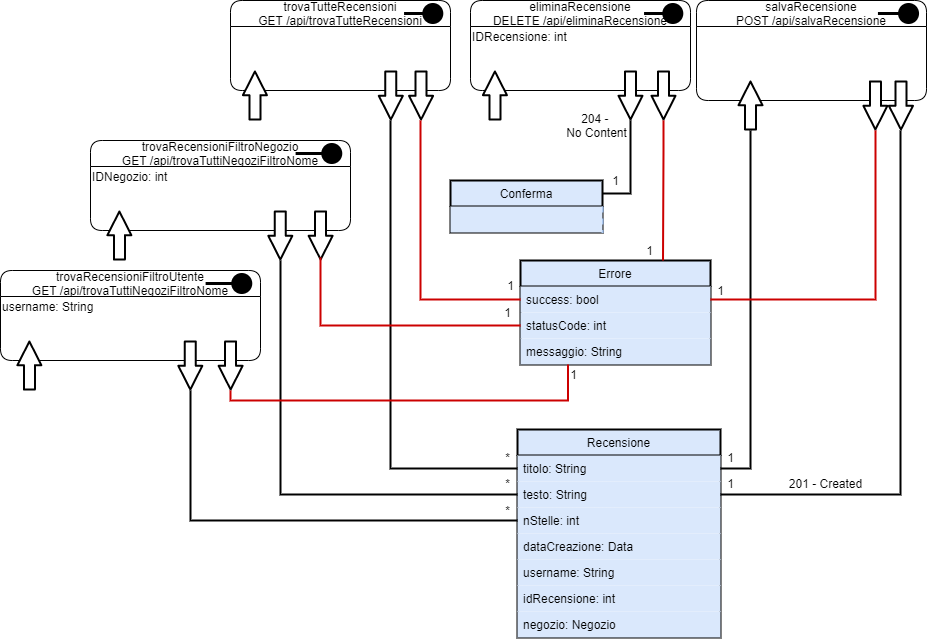 trovaTutteRecensioni
GET /api/trovaTutteRecensioni
eliminaRecensione
DELETE /api/eliminaRecensione
IDRecensione: int
salvaRecensione
POST /api/salvaRecensione
204 -
No Content
trovaRecensioniFiltroNegozio
GET /api/trovaTuttiNegoziFiltroNome
IDNegozio: int
Conferma
1
trovaRecensioniFiltroUtente
GET /api/trovaTuttiNegoziFiltroNome
username: String
1
Errore
1
success: bool
1
1
statusCode: int
messaggio: String
1
Recensione
*
titolo: String
1
*
testo: String
1
201 - Created
*
nStelle: int
dataCreazione: Data
username: String
idRecensione: int
negozio: Negozio